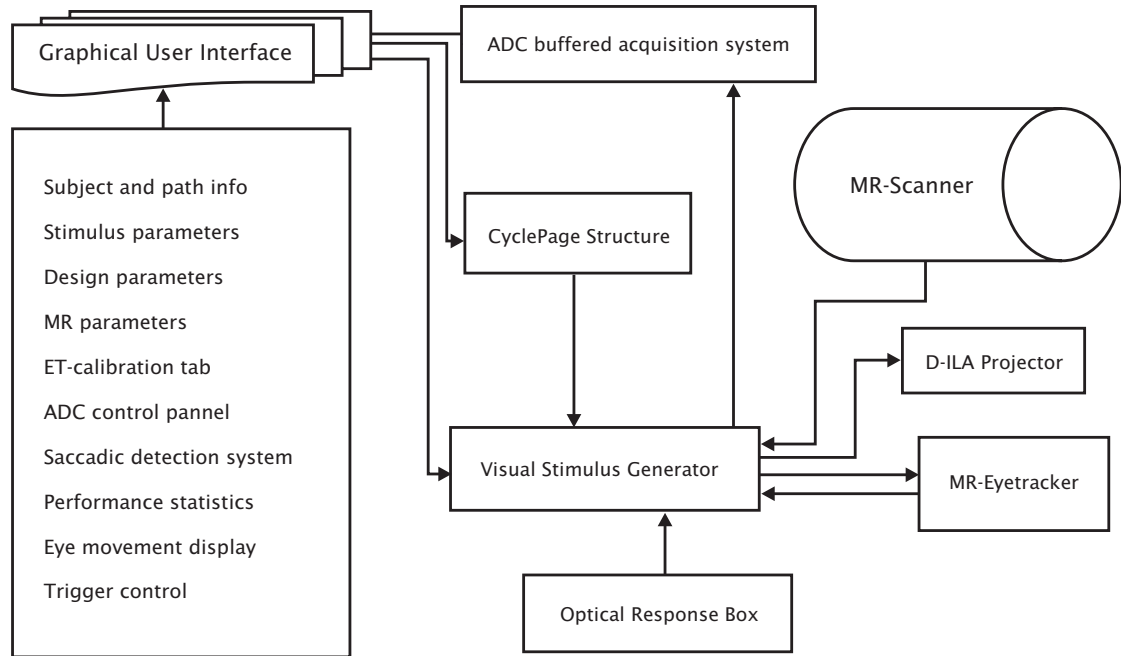 Graphical User Interface
ADC buffered acquisition system
Subject and path info
Stimulus parameters
Design parameters
MR parameters
ET-calibration tab
ADC control pannel
Saccadic detection system
Performance statistics
Eye movement display
Trigger control
CyclePage Structure
MR-Scanner
D-ILA Projector
Visual Stimulus Generator
MR-Eyetracker
Optical Response Box